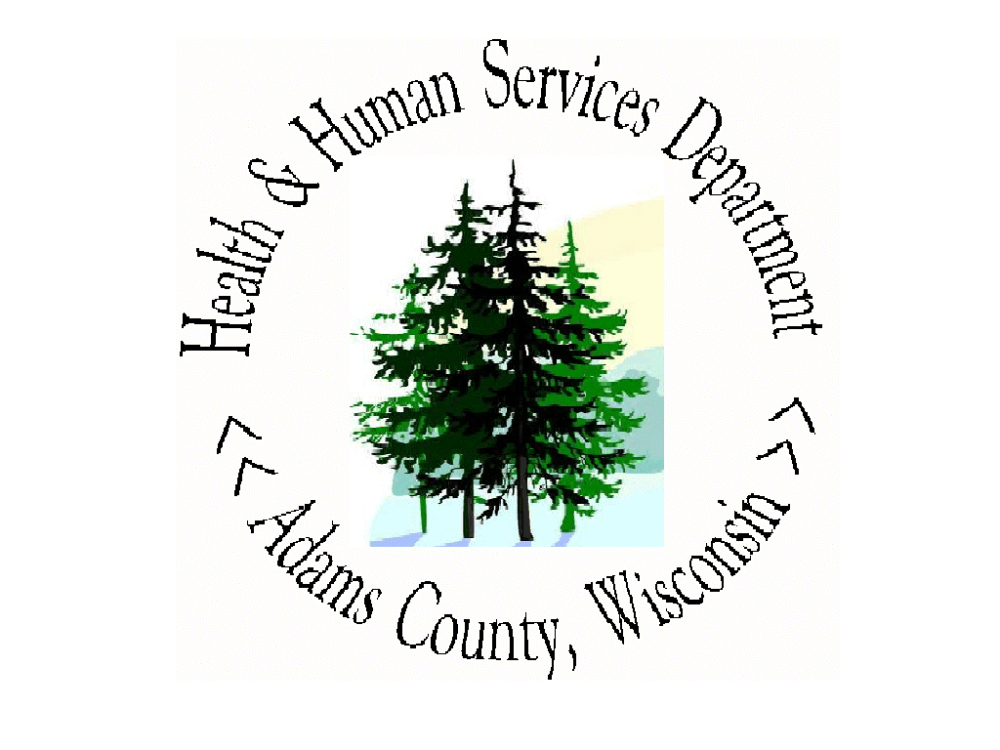 Health & Human Services Department
<< Adams County, Wisconsin >>